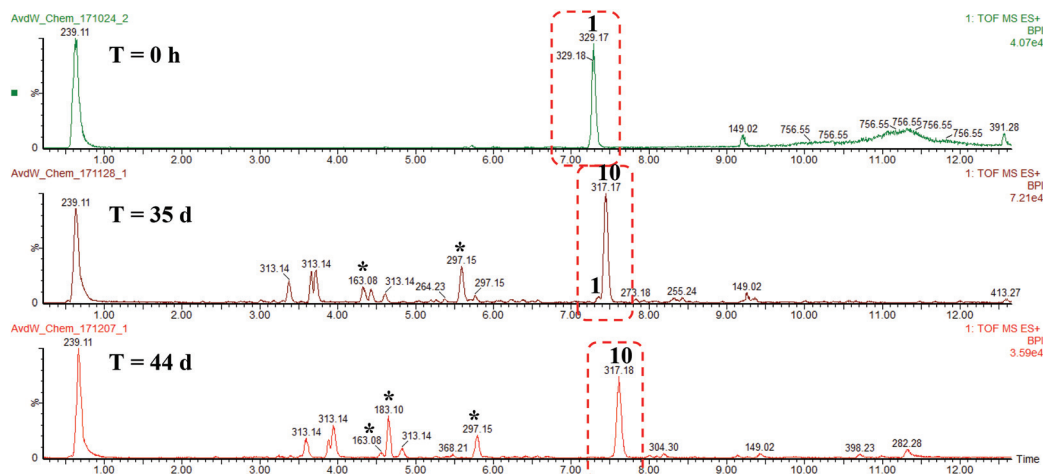 AvdW_Chem_171024_2
1: TOF MS ES+
BPI
4.07e4
239.11
T = 0 h
1
329.17
329.18
149.02
756.55
756.55
756.55
756.55
756.55
756.55
391.28
%
0
1.00 2.00 3.00 4.00 5.00 6.00 7.00 8.00 9.00 10.00 11.00 12.00
AvdW_Chem_171128_1
1: TOF MS ES+
BPI
7.21e4
239.11
T = 35 d
313.14
313.14
*
163.08
313.14
264.23
*
297.15
297.15
1
10
317.17
273.18
255.24
149.02
413.27
%
0
1.00 2.00 3.00 4.00 5.00 6.00 7.00 8.00 9.00 10.00 11.00 12.00
AvdW_Chem_171207_1
1: TOF MS ES+
BPI
3.59e4
239.11
T = 44 d
313.14
313.14
*
163.08
*
183.10
313.14
368.21
*
297.15
10
317.18
304.30
149.02
398.23
282.28
%
0
Time
1.00 2.00 3.00 4.00 5.00 6.00 7.00 8.00 9.00 10.00 11.00 12.00